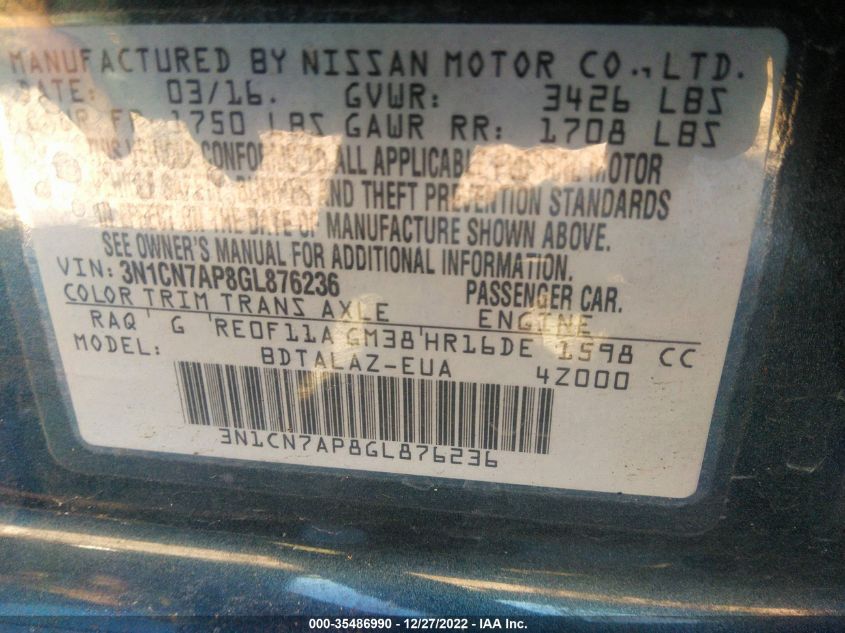 MANUFACTURED BY NISSAN MOTOR CO., LTD.
DATE: 03/16. GVWR: 3426 LBS
FR 1750 LBS GAWR RR: 1708 LBS
ALL APPLICABLE MOTOR
AND THEFT PREVENTION STANDARDS
THE DATE OF MANUFACTURE SHOWN ABOVE.
SEE OWNER'S MANUAL FOR ADDITIONAL INFORMATION.
VIN: 3N1CN7AP8GL876236 PASSENGER CAR.
COLOR TRIM TRANS AXLE ENGINE
RAQ ' G 'RE0F11A GM38'HR16DE 1598 CC
MODEL: BDTALAZ-EUA 4Z000
3N1CN7AP8GL876236
000-35486990 - 12/27/2022 - IAA Inc.